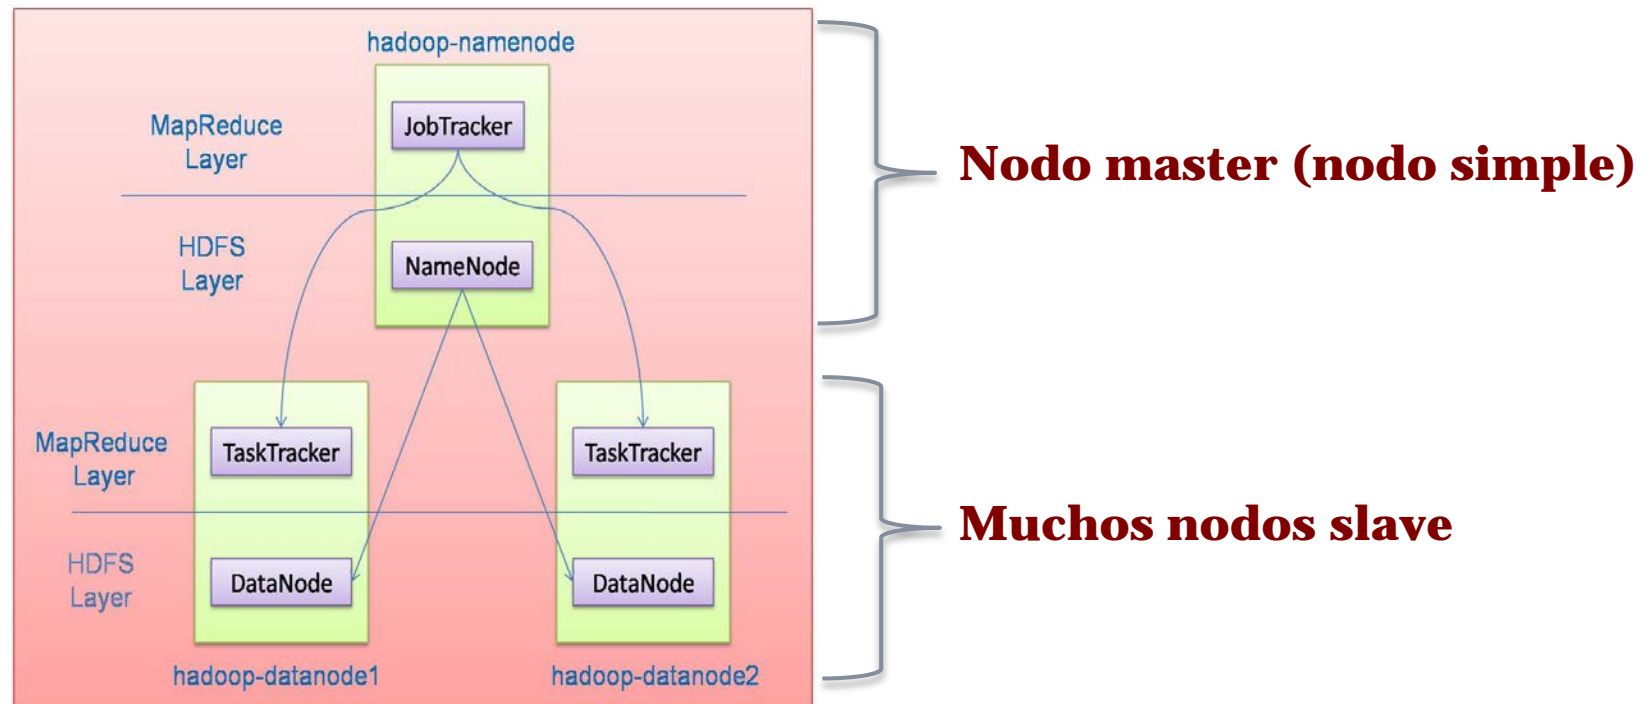 hadoop-namenode
MapReduce
Layer
JobTracker
HDFS
Layer
NameNode
Nodo master (nodo simple)
MapReduce
Layer
TaskTracker
TaskTracker
HDFS
Layer
DataNode
DataNode
hadoop-datanode1
hadoop-datanode2
Muchos nodos slave